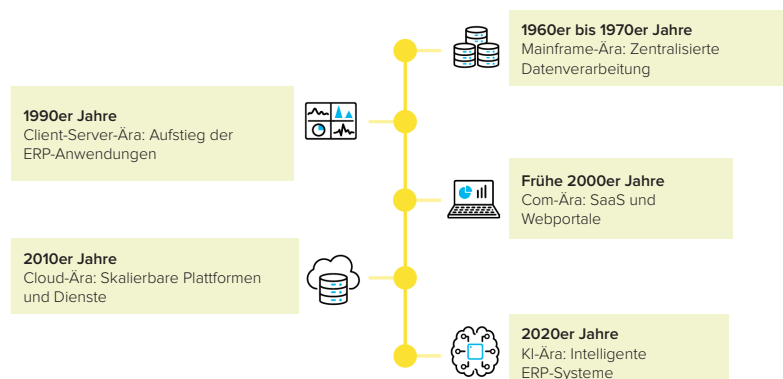 1960er bis 1970er Jahre
Mainframe-Ära: Zentralisierte
Datenverarbeitung
1990er Jahre
Client-Server-Ära: Aufstieg der
ERP-Anwendungen
Frühe 2000er Jahre
Com-Ära: SaaS und
Webportale
2010er Jahre
Cloud-Ära: Skalierbare Plattformen
und Dienste
2020er Jahre
KI-Ära: Intelligente
ERP-Systeme